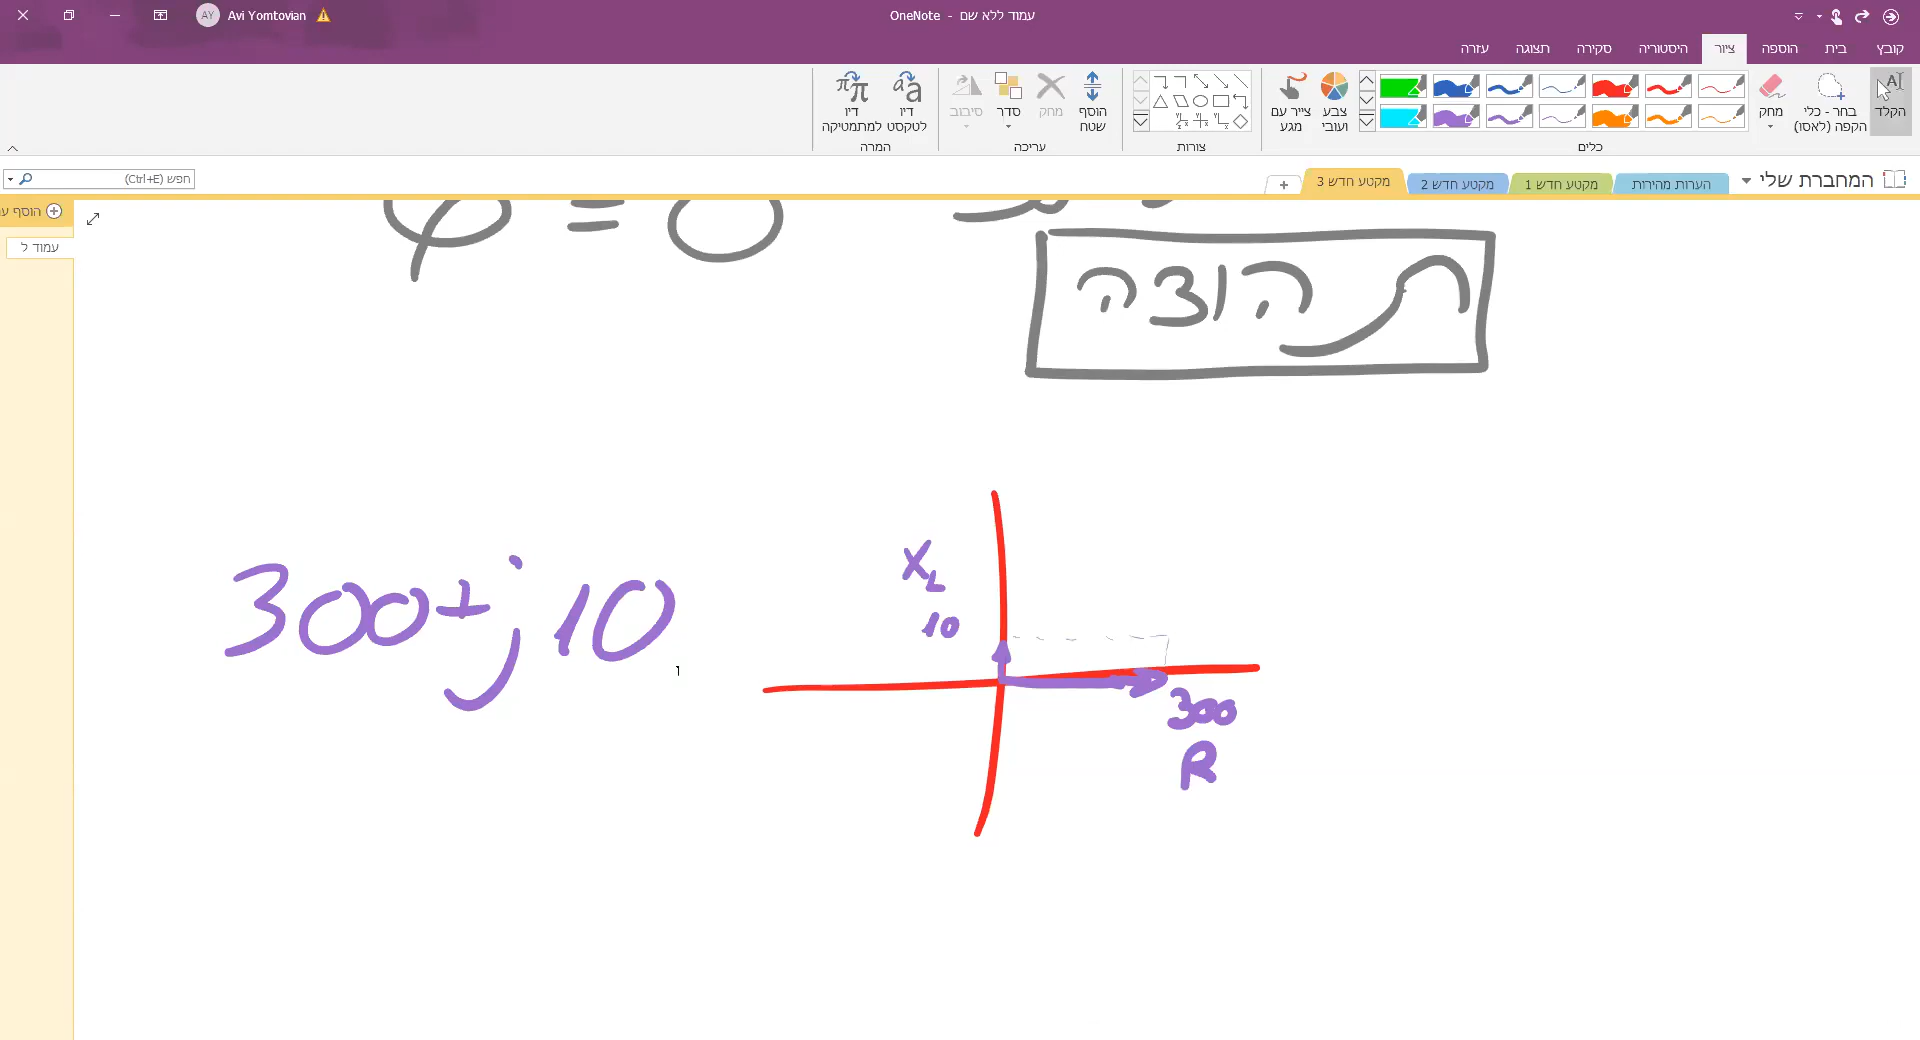 Avi Yomtovian
עמוד ללא שם - OneNote
קובץ בית הוספה ציור היסטוריה סקירה תצוגה עזרה
הקלד
בחר - כלי הקפה (לאסו)
מחק
כלים
צבע ועובי
צייר עם מגע
צורות
הוסף שטח
מחק
סדר
סיבוב
עריכה
דיו לטקסט
דיו למתמטיקה
המרה
המחברת שלי
הערות מהירות
מקטע חדש 1
מקטע חדש 2
מקטע חדש 3
+
חפש (Ctrl+E)
הוסף ע
עמוד ל
φ = 0
ת. הוצה
300+j10
XL
10
300
R